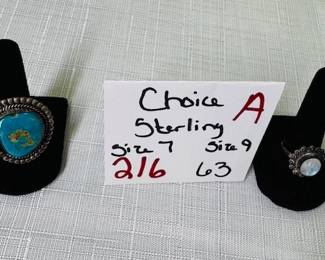 Choice A
Sterling
Size 7 Size 9
216 63